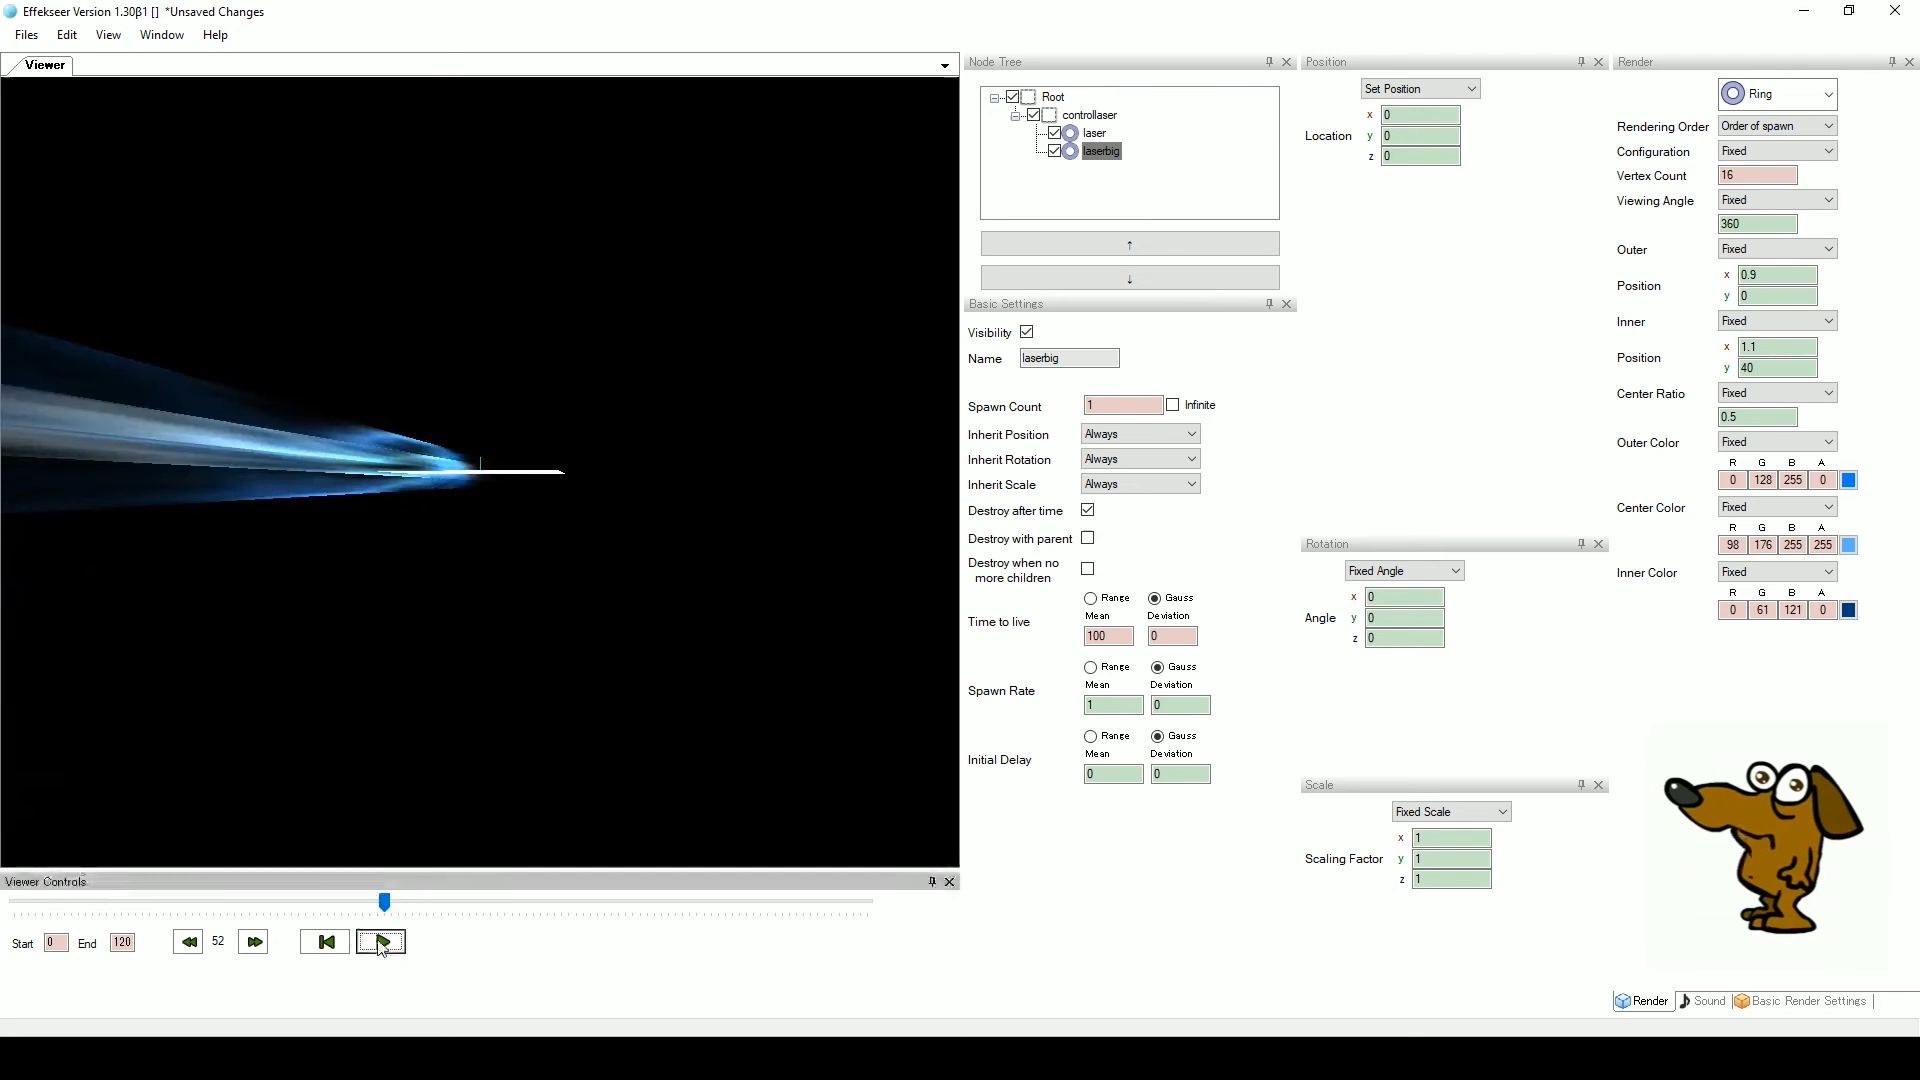 Effekseer Version 1.30β1 [] *Unsaved Changes
Files Edit View Window Help
Viewer
Node Tree
Root
controllaser
laser
laserbig
↑
↓
Basic Settings
Visibility
Name laserbig
Spawn Count 1 Infinite
Inherit Position Always
Inherit Rotation Always
Inherit Scale Always
Destroy after time
Destroy with parent
Destroy when no
more children
Range Gauss
Mean Deviation
Time to live
100 0
Range Gauss
Mean Deviation
Spawn Rate
1 0
Range Gauss
Mean Deviation
Initial Delay
0 0
Position
Set Position
x 0
Location y 0
z 0
Rotation
Fixed Angle
x 0
Angle y 0
z 0
Scale
Fixed Scale
x 1
Scaling Factor y 1
z 1
Render
Ring
Rendering Order Order of spawn
Configuration Fixed
Vertex Count 16
Viewing Angle Fixed
360
Outer Fixed
Position x 0.9
y 0
Inner Fixed
Position x 1.1
y 40
Center Ratio Fixed
0.5
Outer Color Fixed
R G B A
0 128 255 0
Center Color Fixed
R G B A
98 176 255 255
Inner Color Fixed
R G B A
0 61 121 0
Render Sound Basic Render Settings
Viewer Controls
Start 0 End 120 52